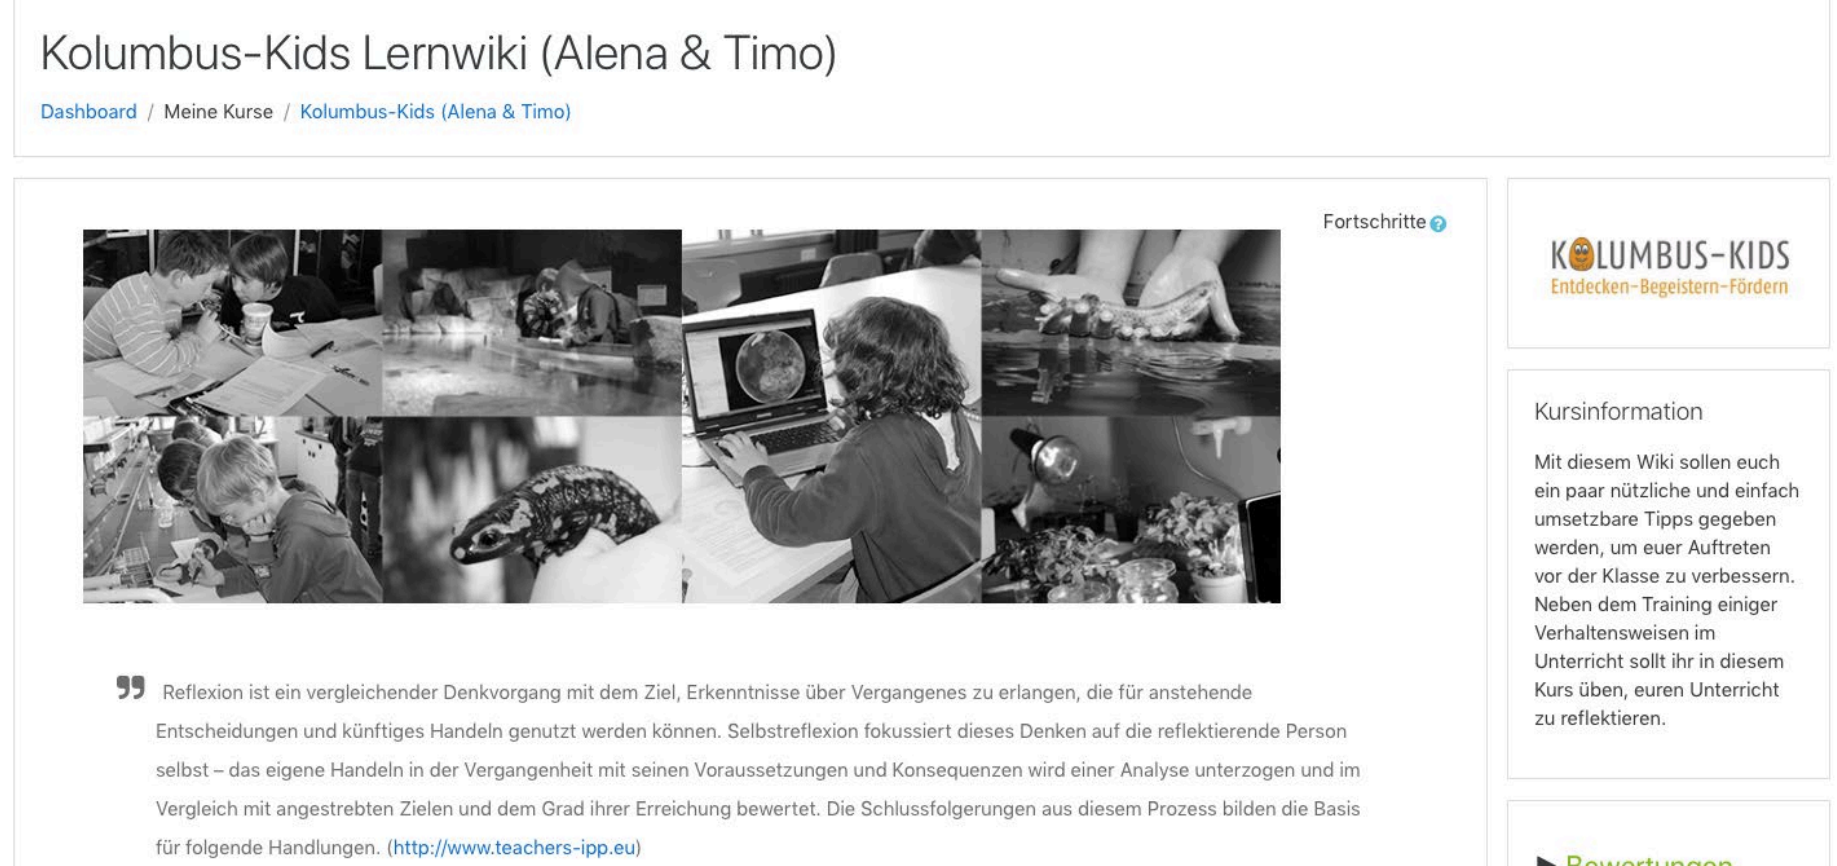 Kolumbus-Kids Lernwiki (Alena & Timo)
Dashboard / Meine Kurse / Kolumbus-Kids (Alena & Timo)
Fortschritte
Reflexion ist ein vergleichender Denkvorgang mit dem Ziel, Erkenntnisse über Vergangenes zu erlangen, die für anstehende
Entscheidungen und künftiges Handeln genutzt werden können. Selbstreflexion fokussiert dieses Denken auf die reflektierende Person
selbst – das eigene Handeln in der Vergangenheit mit seinen Voraussetzungen und Konsequenzen wird einer Analyse unterzogen und im
Vergleich mit angestrebten Zielen und dem Grad ihrer Erreichung bewertet. Die Schlussfolgerungen aus diesem Prozess bilden die Basis
für folgende Handlungen. (http://www.teachers-ipp.eu)
KOLUMBUS-KIDS
Entdecken-Begeistern-Fördern
Kursinformation
Mit diesem Wiki sollen euch
ein paar nützliche und einfach
umsetzbare Tipps gegeben
werden, um euer Auftreten
vor der Klasse zu verbessern.
Neben dem Training einiger
Verhaltensweisen im
Unterricht sollt ihr in diesem
Kurs üben, euren Unterricht
zu reflektieren.
Bewertungen